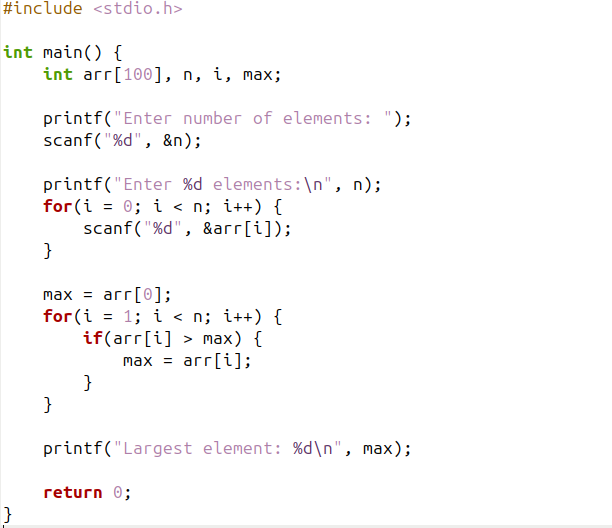 #include <stdio.h>

int main() {
    int arr[100], n, i, max;

    printf("Enter number of elements: ");
    scanf("%d", &n);

    printf("Enter %d elements:\n", n);
    for(i = 0; i < n; i++) {
        scanf("%d", &arr[i]);
    }

    max = arr[0];
    for(i = 1; i < n; i++) {
        if(arr[i] > max) {
            max = arr[i];
        }
    }

    printf("Largest element: %d\n", max);

    return 0;
}